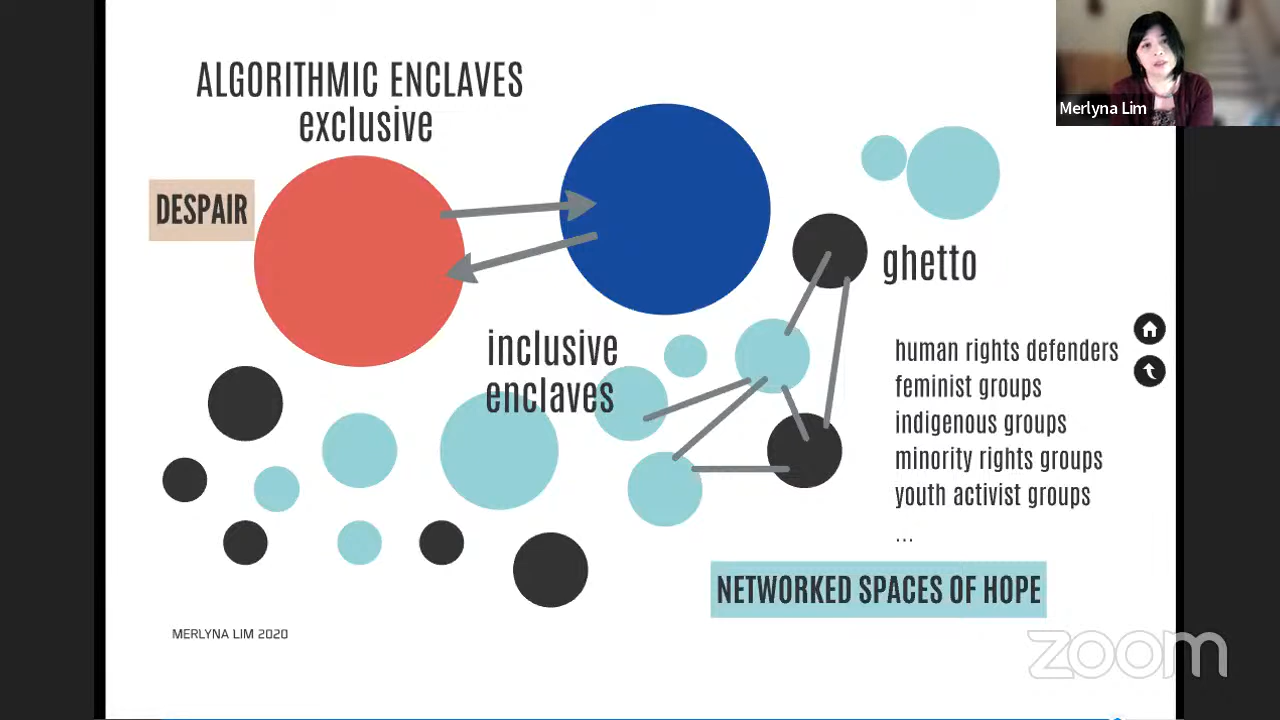 ALGORITHMIC ENCLAVES
exclusive
Merlyna Lim
DESPAIR
ghetto
inclusive
enclaves
human rights defenders
feminist groups
indigenous groups
minority rights groups
youth activist groups
...
NETWORKED SPACES OF HOPE
MERLYNA LIM 2020
zoom